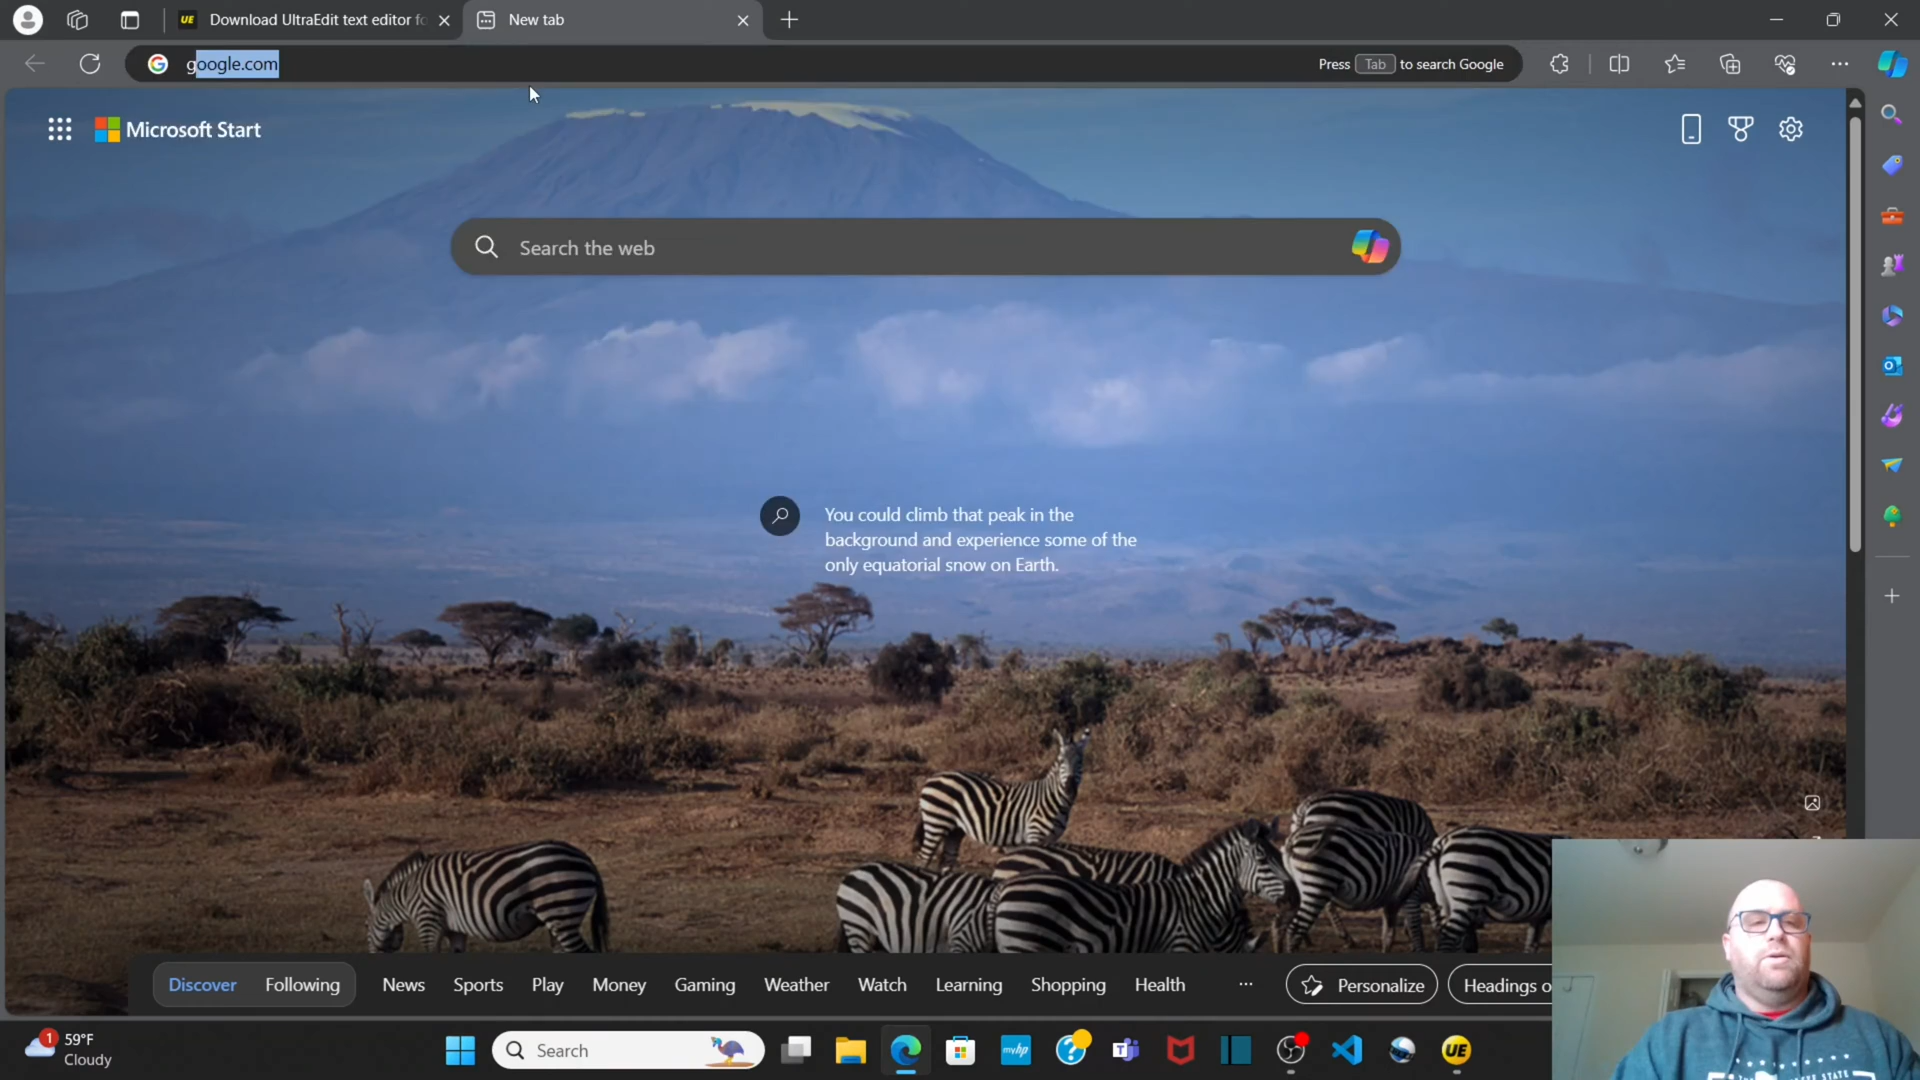 Download UltraEdit text editor fo
New tab
google.com
Press Tab to search Google
Microsoft Start
Search the web
You could climb that peak in the
background and experience some of the
only equatorial snow on Earth.
Discover Following News Sports Play Money Gaming Weather Watch Learning Shopping Health ... Personalize Headings o
1
59°F
Cloudy
Search
myhp
UE